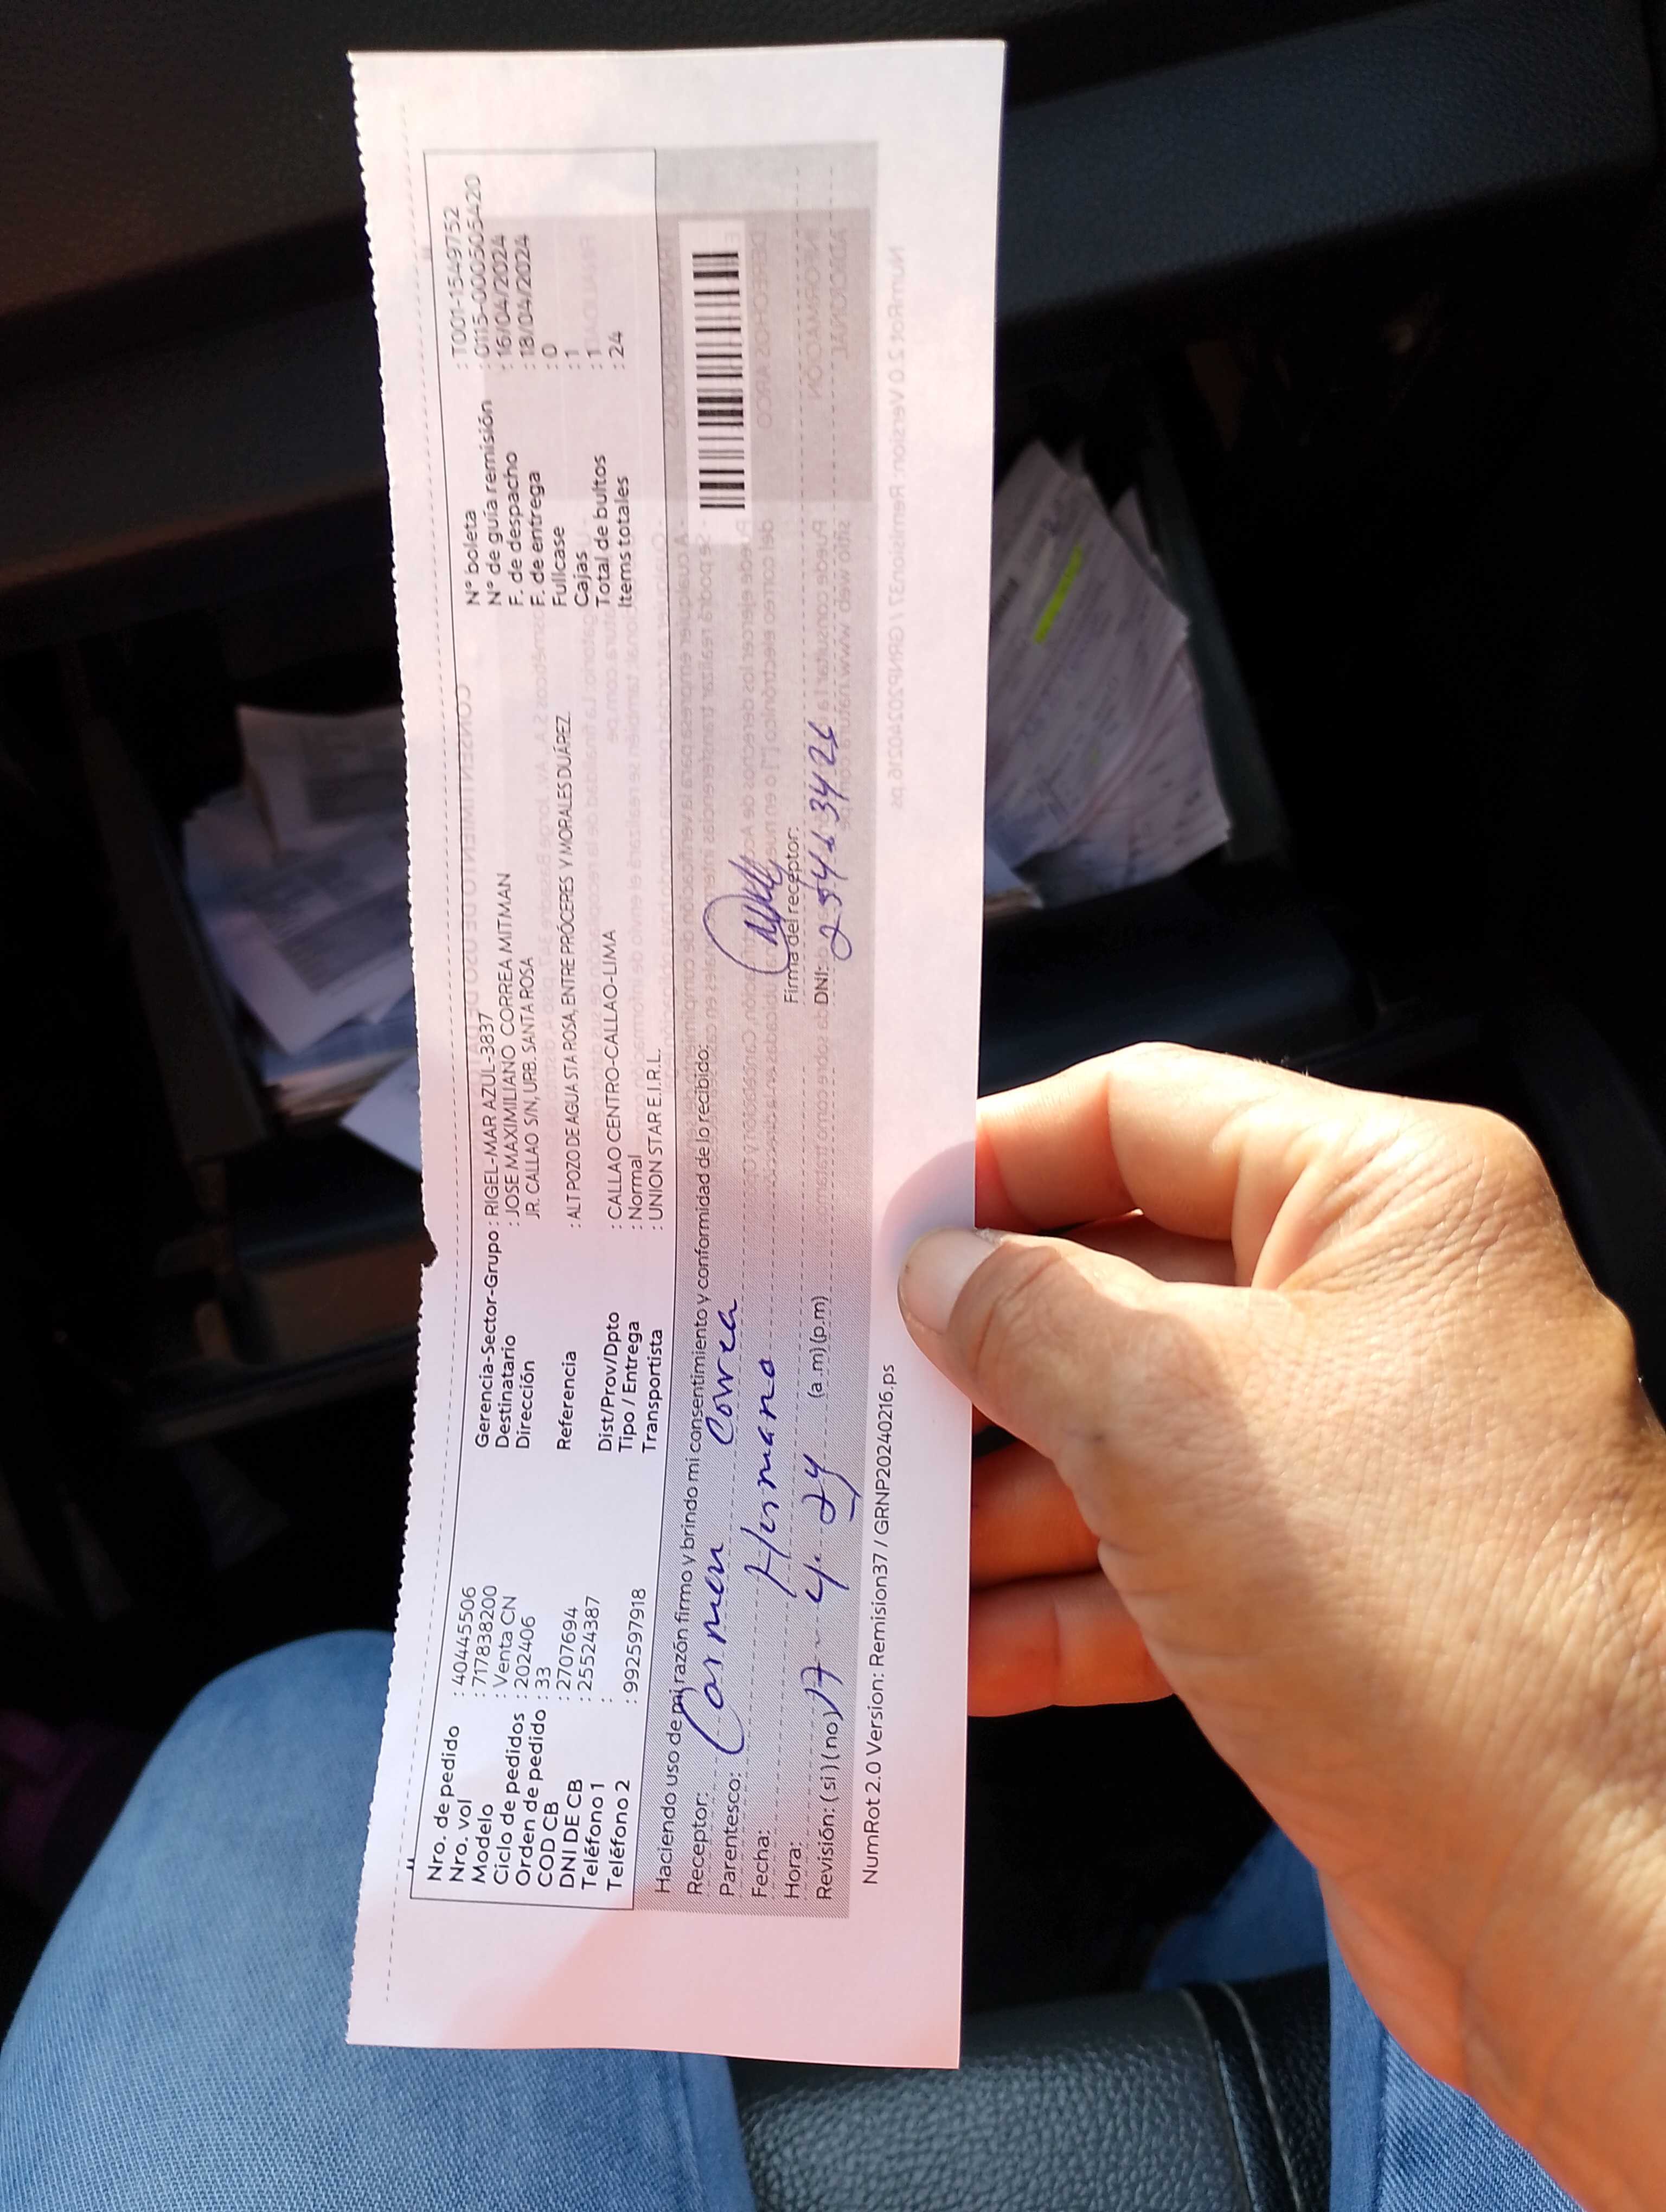 Nro. de pedido : 40445506
Nro. vol : 717838200
Modelo : Venta CN
Ciclo de pedidos : 202406
Orden de pedido : 33
COD CB : 2707694
DNI DE CB : 25524387
Teléfono 1 :
Teléfono 2 : 992597918
Gerencia-Sector-Grupo : RIGEL-MAR AZUL-3837
Destinatario : JOSE MAXIMILIANO CORREA MITMAN
Dirección JR. CALLAO S/N, URB. SANTA ROSA
Referencia : ALT POZO DE AGUA STA ROSA, ENTRE PRÓCERES Y MORALES DUÁREZ.
Dist/Prov/Dpto : CALLAO CENTRO-CALLAO-LIMA
Tipo / Entrega : Normal
Transportista : UNION STAR E.I.R.L.
N° boleta : T001-1549752
N° de guía remisión : 0115-0005505420
F. de despacho : 16/04/2024
F. de entrega : 18/04/2024
Fullcase : 0
Cajas : 1
Total de bultos : 1
Items totales : 24
Haciendo uso de mi razón firmo y brindo mi consentimiento y conformidad de lo recibido:
Receptor: Carmen Correa
Parentesco: Hermana
Fecha: 17-4-24
Hora: (a.m)(p.m)
Revisión: (si)(no)
Firma del receptor:
DNI:
NumRot 2.0 Version: Remision37 / GRNP20240216.ps